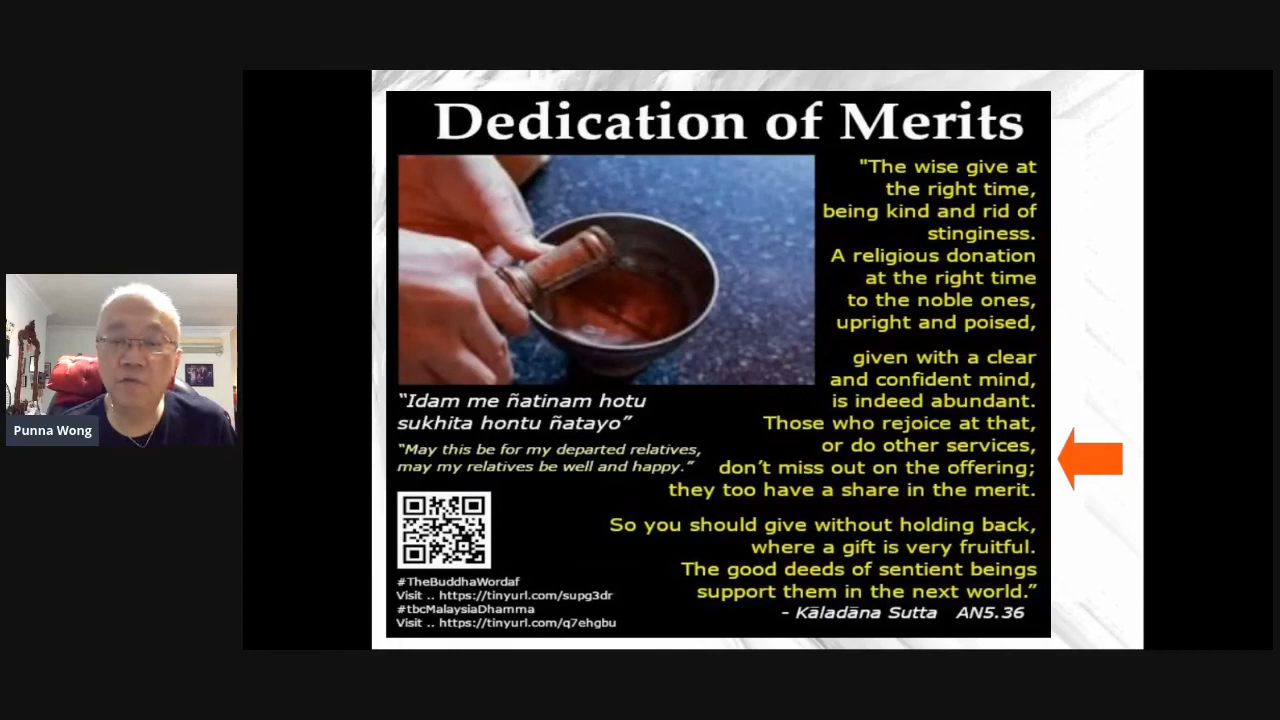 Dedication of Merits
"The wise give at
the right time,
being kind and rid of
stinginess.
A religious donation
at the right time
to the noble ones,
upright and poised,
given with a clear
and confident mind,
is indeed abundant.
Those who rejoice at that,
or do other services,
don’t miss out on the offering;
they too have a share in the merit.
So you should give without holding back,
where a gift is very fruitful.
The good deeds of sentient beings
support them in the next world.”
- Kāladāna Sutta   AN5.36
“Idam me ñatinam hotu
sukhita hontu ñatayo”
“May this be for my departed relatives,
may my relatives be well and happy.”
#TheBuddhaWordaf
Visit .. https://tinyurl.com/supg3dr
#tbcMalaysiaDhamma
Visit .. https://tinyurl.com/q7ehgbu
Punna Wong